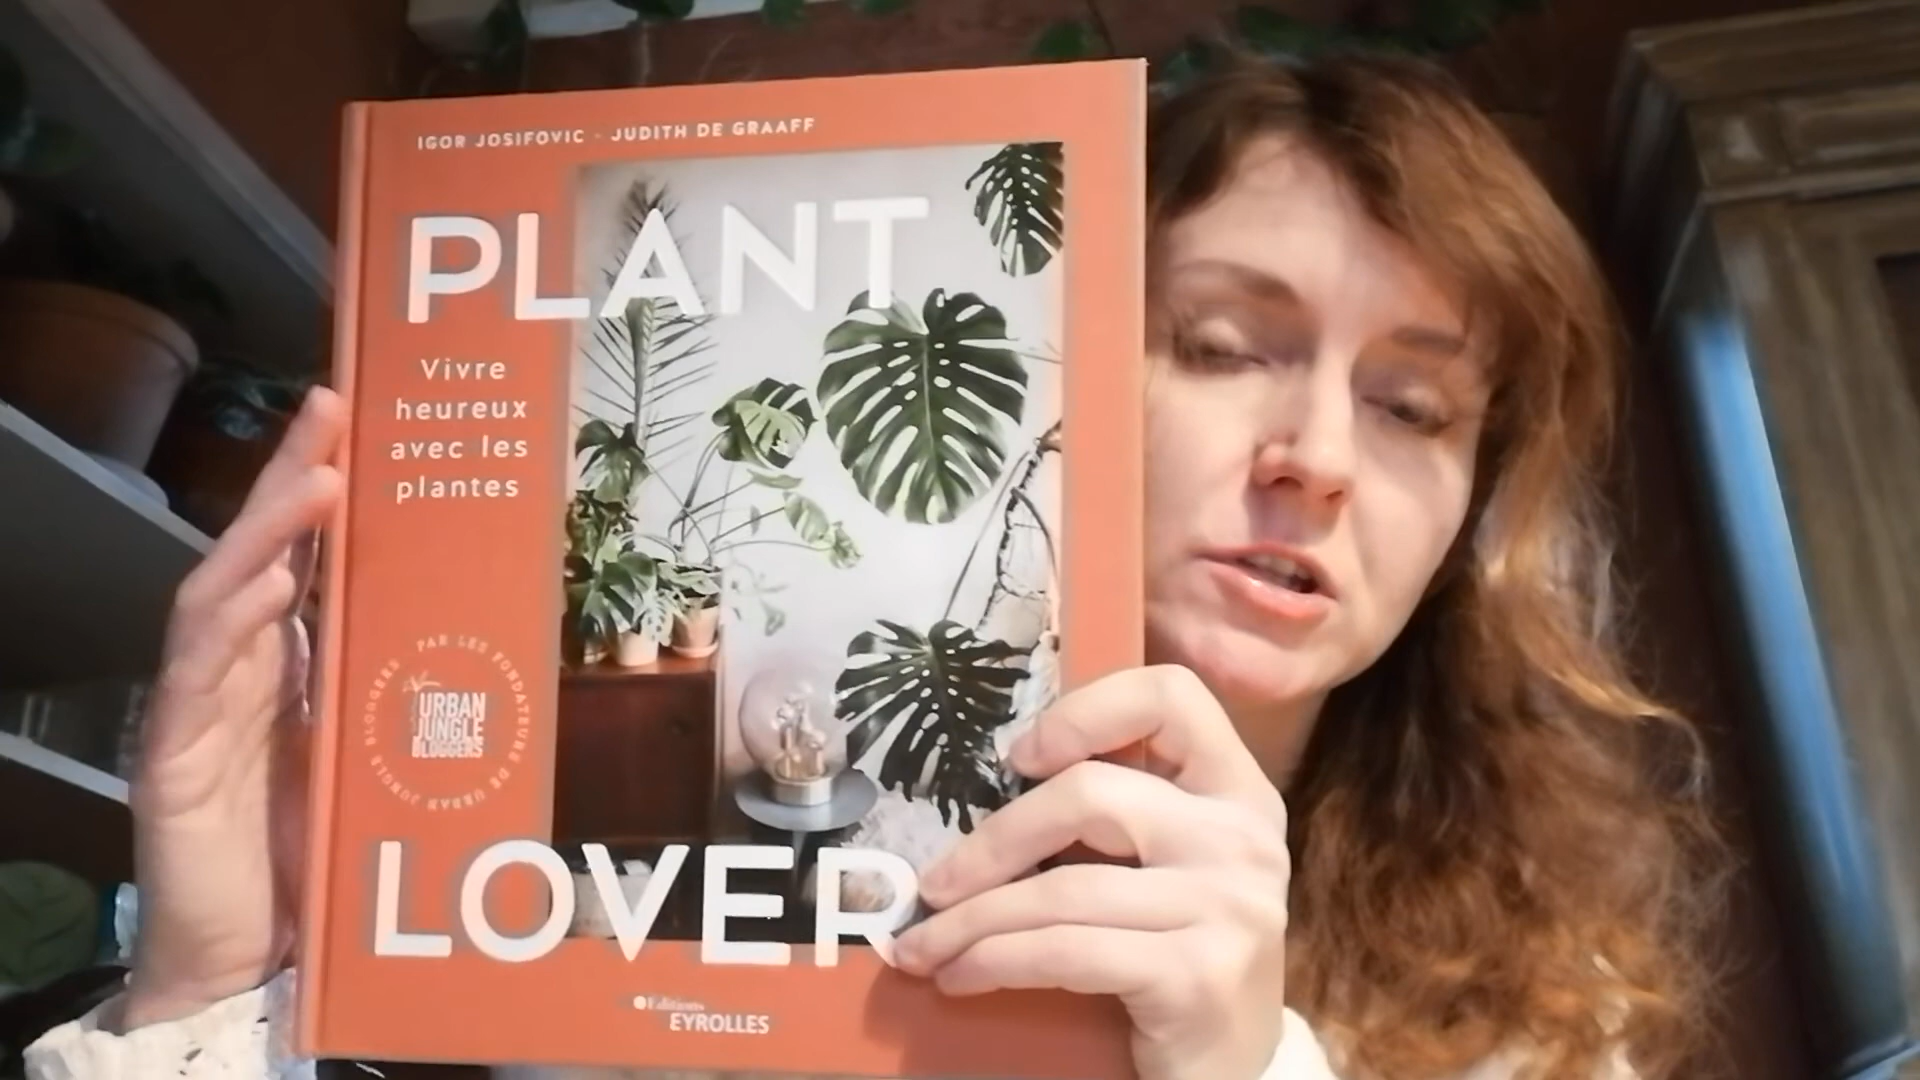 IGOR JOSIFOVIC - JUDITH DE GRAAFF
PLANT
Vivre
heureux
avec les
plantes
PAR LES FONDATEURS DE URBAN JUNGLE BLOGGERS
URBAN
JUNGLE
BLOGGERS
LOVER
Editions
EYROLLES